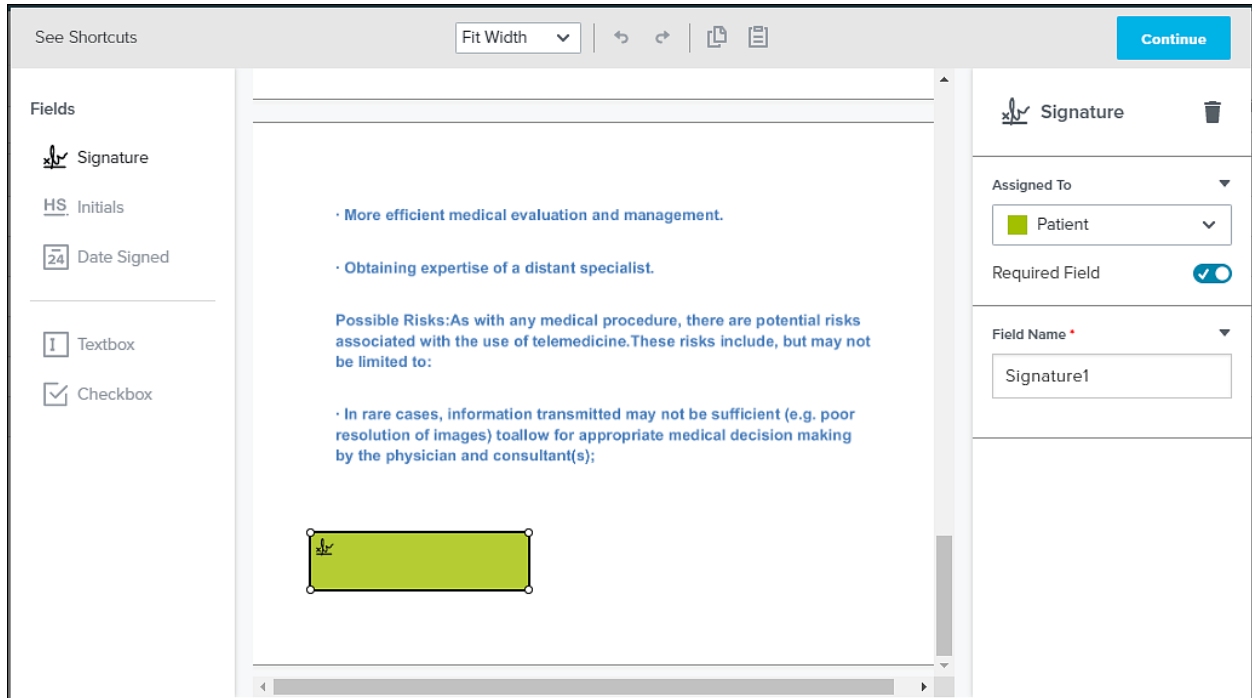 See Shortcuts
Fit Width
Continue
Fields
Signature
HS Initials
24 Date Signed
Textbox
Checkbox
· More efficient medical evaluation and management.
· Obtaining expertise of a distant specialist.
Possible Risks:As with any medical procedure, there are potential risks
associated with the use of telemedicine.These risks include, but may not
be limited to:
· In rare cases, information transmitted may not be sufficient (e.g. poor
resolution of images) toallow for appropriate medical decision making
by the physician and consultant(s);
Signature
Assigned To
Patient
Required Field
Field Name *
Signature1